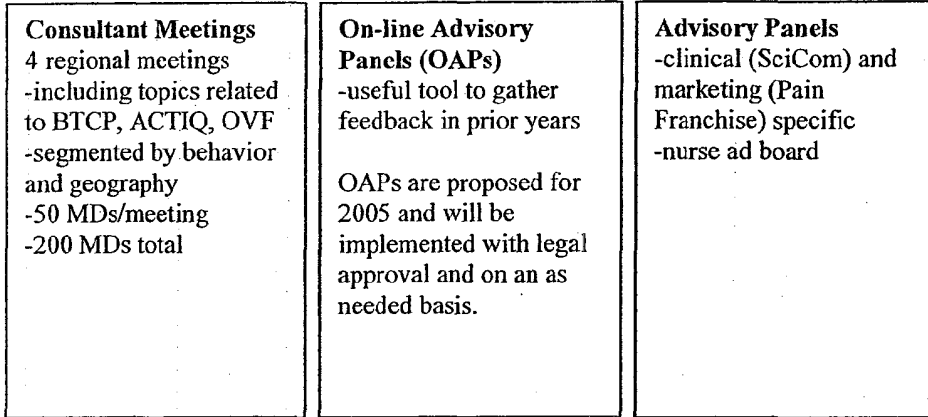 Consultant Meetings
4 regional meetings
-including topics related
to BTCP, ACTIQ, OVF
-segmented by behavior
and geography
-50 MDs/meeting
-200 MDs total
On-line Advisory
Panels (OAPs)
-useful tool to gather
feedback in prior years
OAPs are proposed for
2005 and will be
implemented with legal
approval and on an as
needed basis.
Advisory Panels
-clinical (SciCom) and
marketing (Pain
Franchise) specific
-nurse ad board